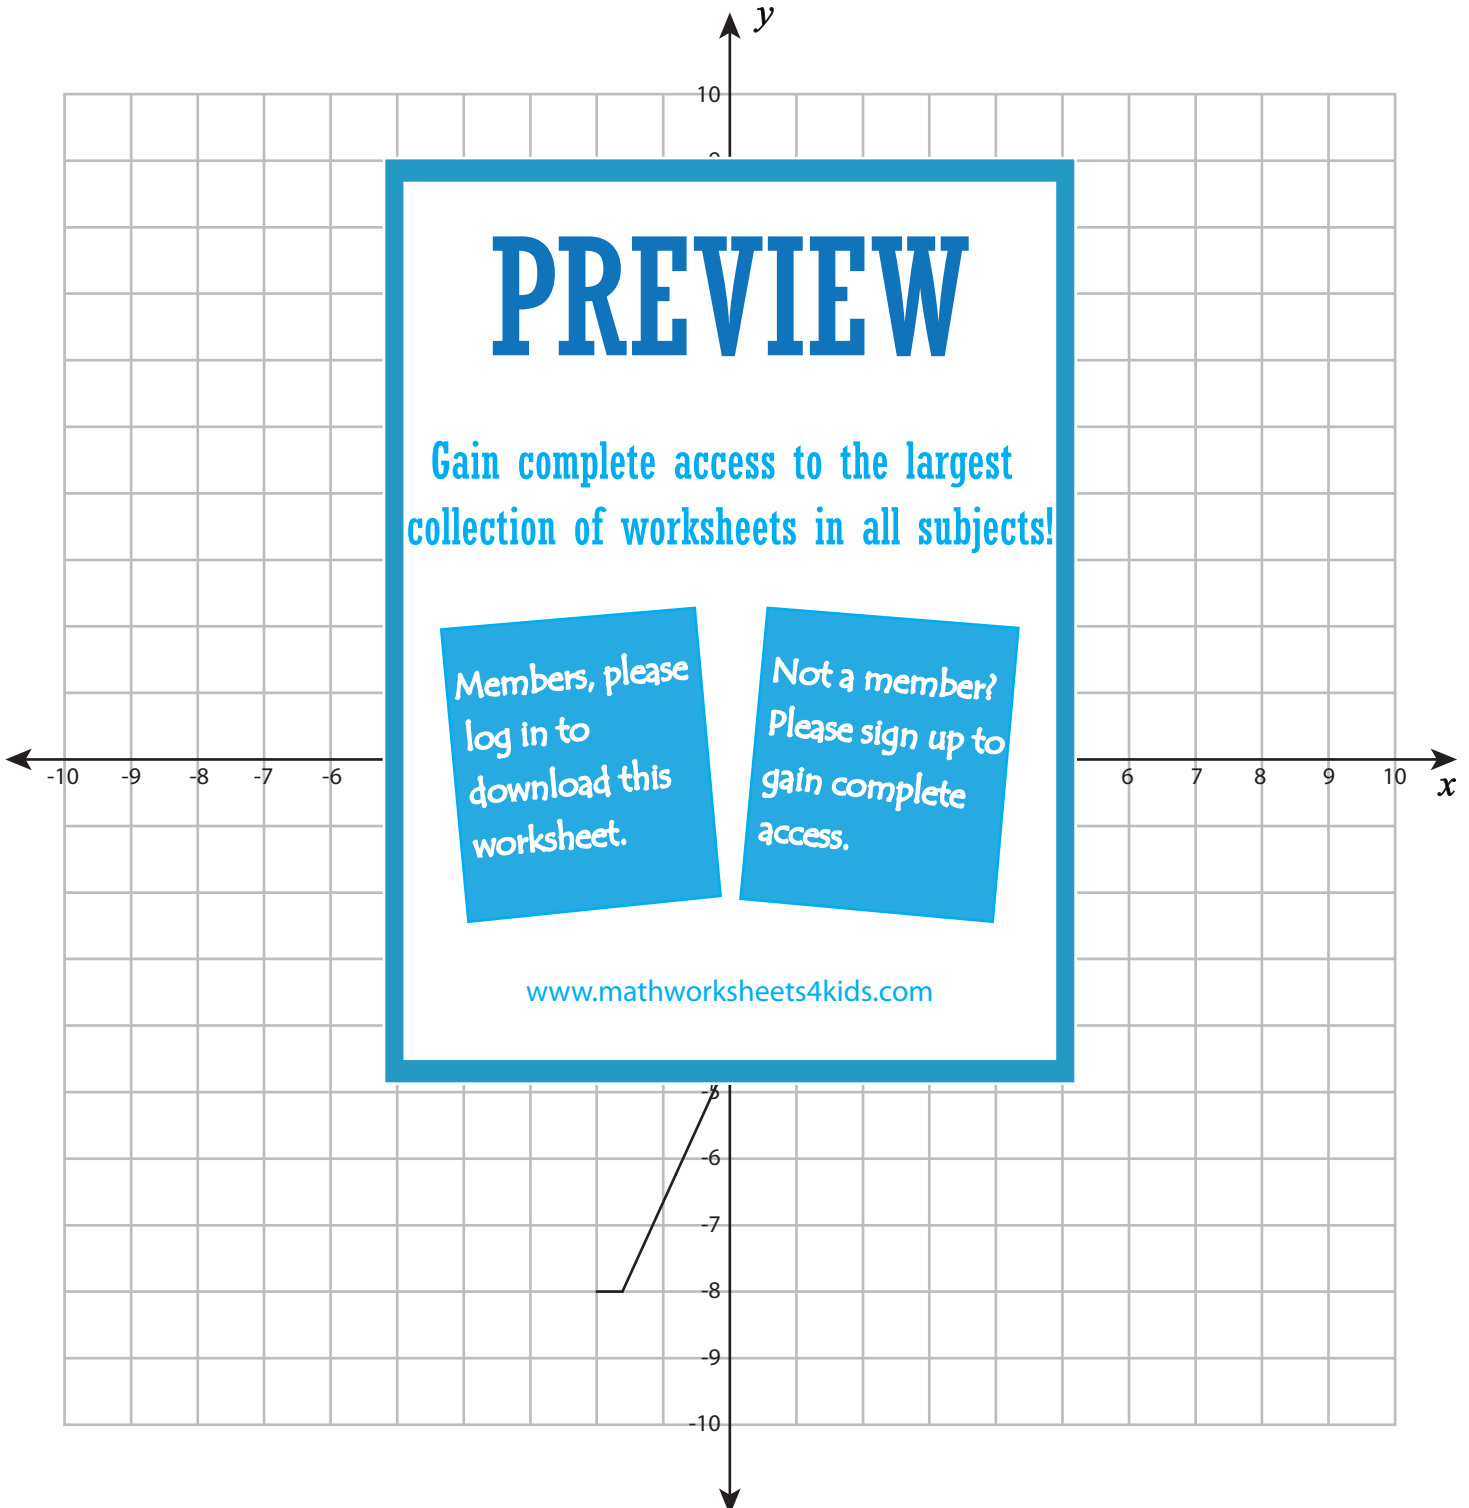 y
10
PREVIEW
Gain complete access to the largest
collection of worksheets in all subjects!
Members, please
log in to
download this
worksheet.
Not a member?
Please sign up to
gain complete
access.
-10 -9 -8 -7 -6 6 7 8 9 10
x
www.mathworksheets4kids.com
-5
-6
-7
-8
-9
-10